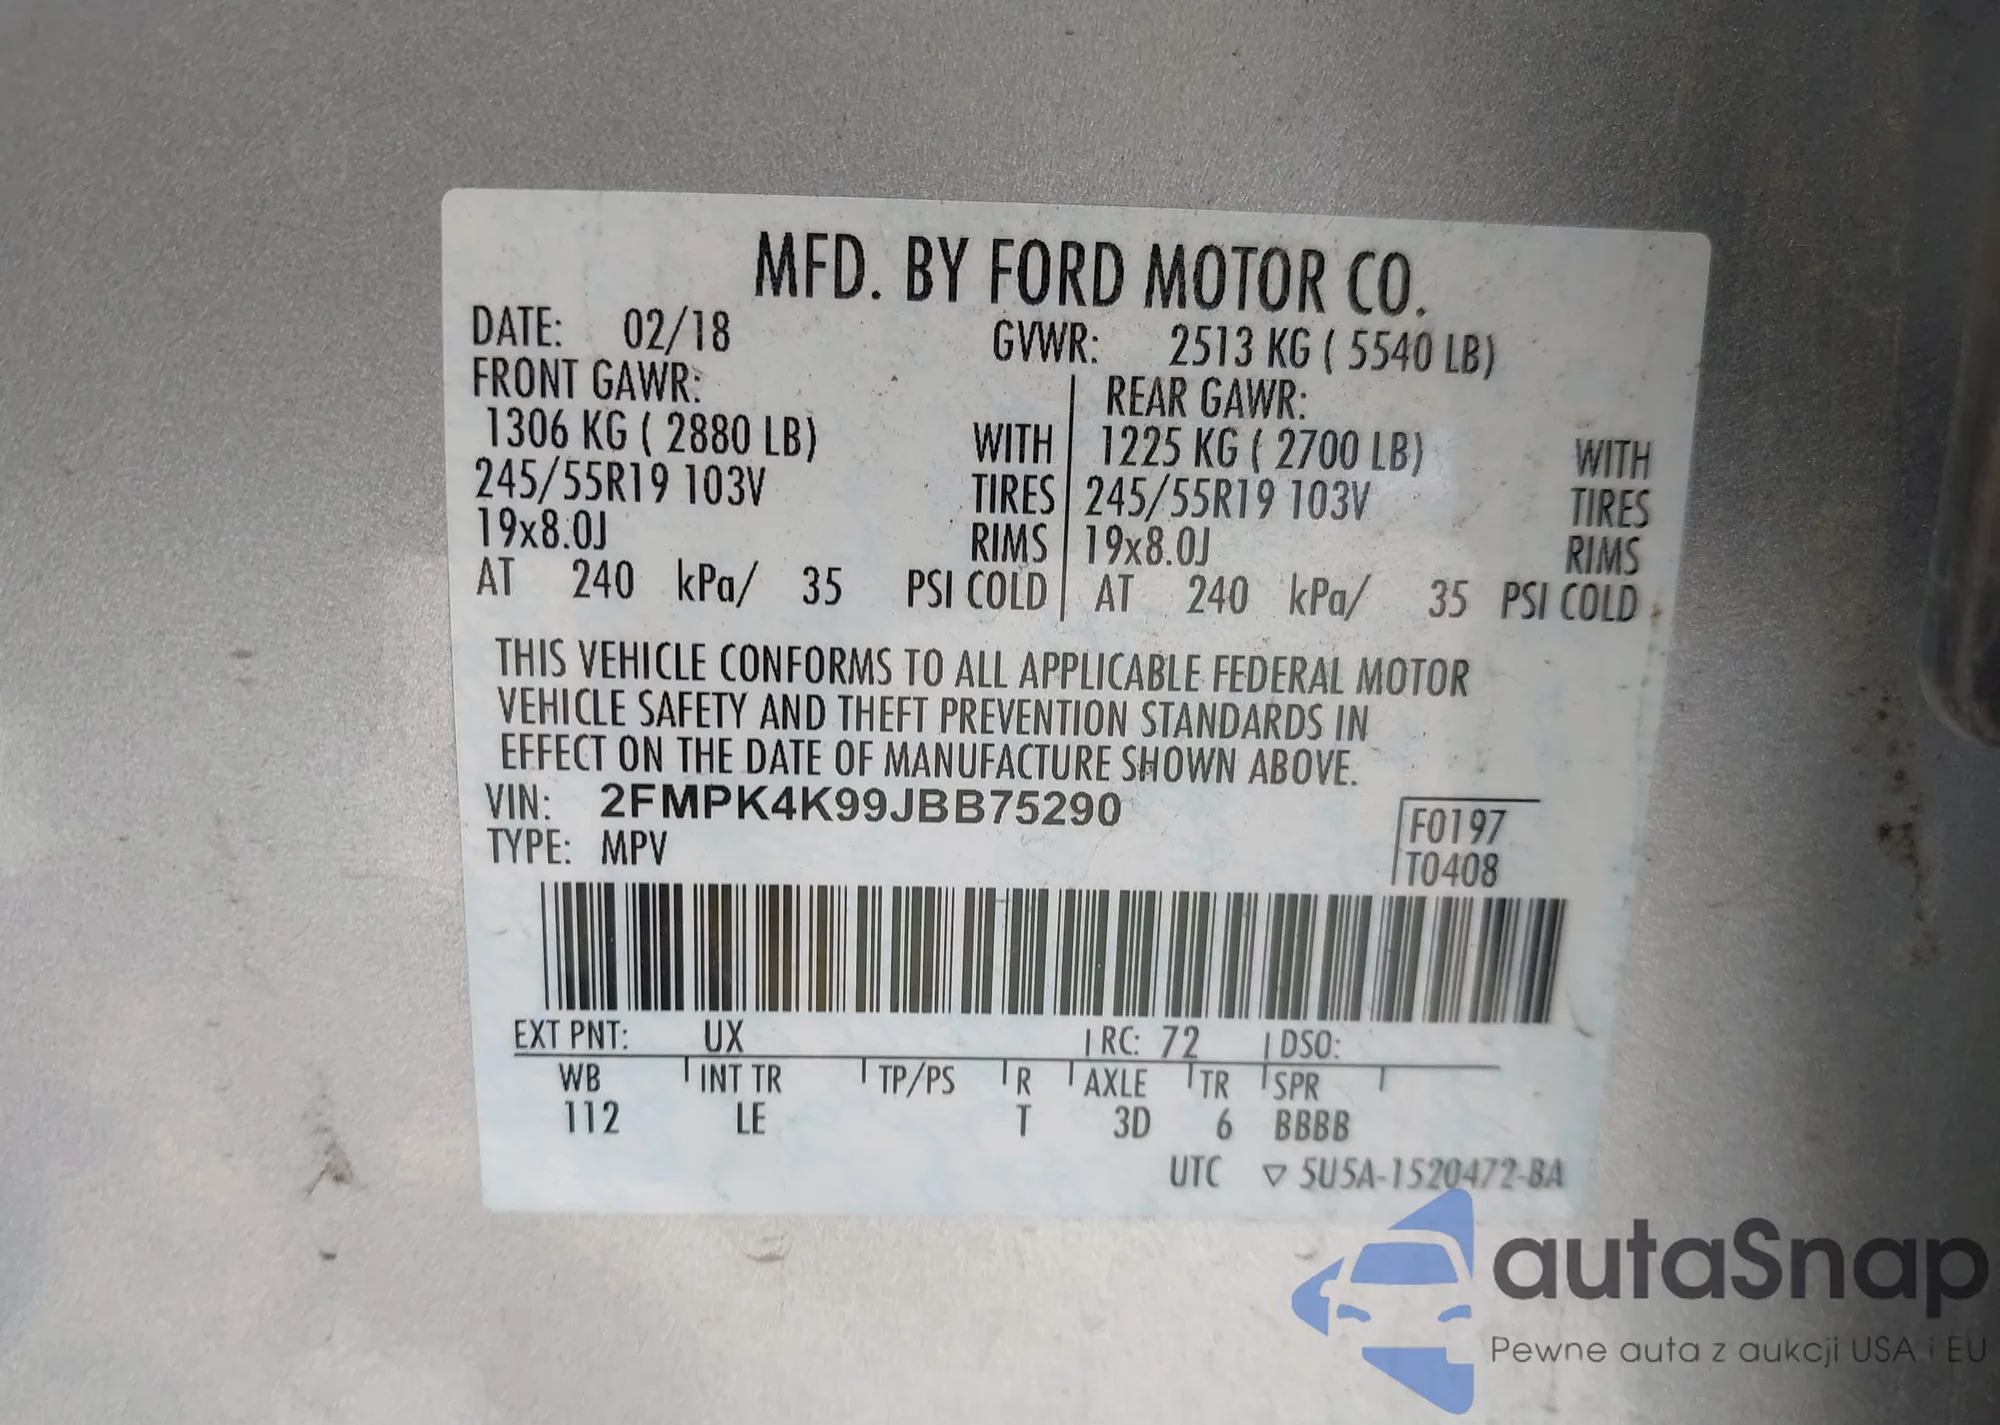 MFD. BY FORD MOTOR CO.
DATE: 02/18 GVWR: 2513 KG ( 5540 LB)
FRONT GAWR: REAR GAWR:
1306 KG ( 2880 LB) WITH 1225 KG ( 2700 LB) WITH
245/55R19 103V TIRES 245/55R19 103V TIRES
19x8.0J RIMS 19x8.0J RIMS
AT 240 kPa/ 35 PSI COLD AT 240 kPa/ 35 PSI COLD
THIS VEHICLE CONFORMS TO ALL APPLICABLE FEDERAL MOTOR
VEHICLE SAFETY AND THEFT PREVENTION STANDARDS IN
EFFECT ON THE DATE OF MANUFACTURE SHOWN ABOVE.
VIN: 2FMPK4K99JBB75290 F0197
TYPE: MPV T0408
EXT PNT: UX RC: 72 DSO:
WB INT TR TP/PS R AXLE TR SPR
112 LE T 3D 6 BBBB
UTC ▽ 5U5A-1520472-BA
autaSnap
Pewne auta z aukcji USA i EU